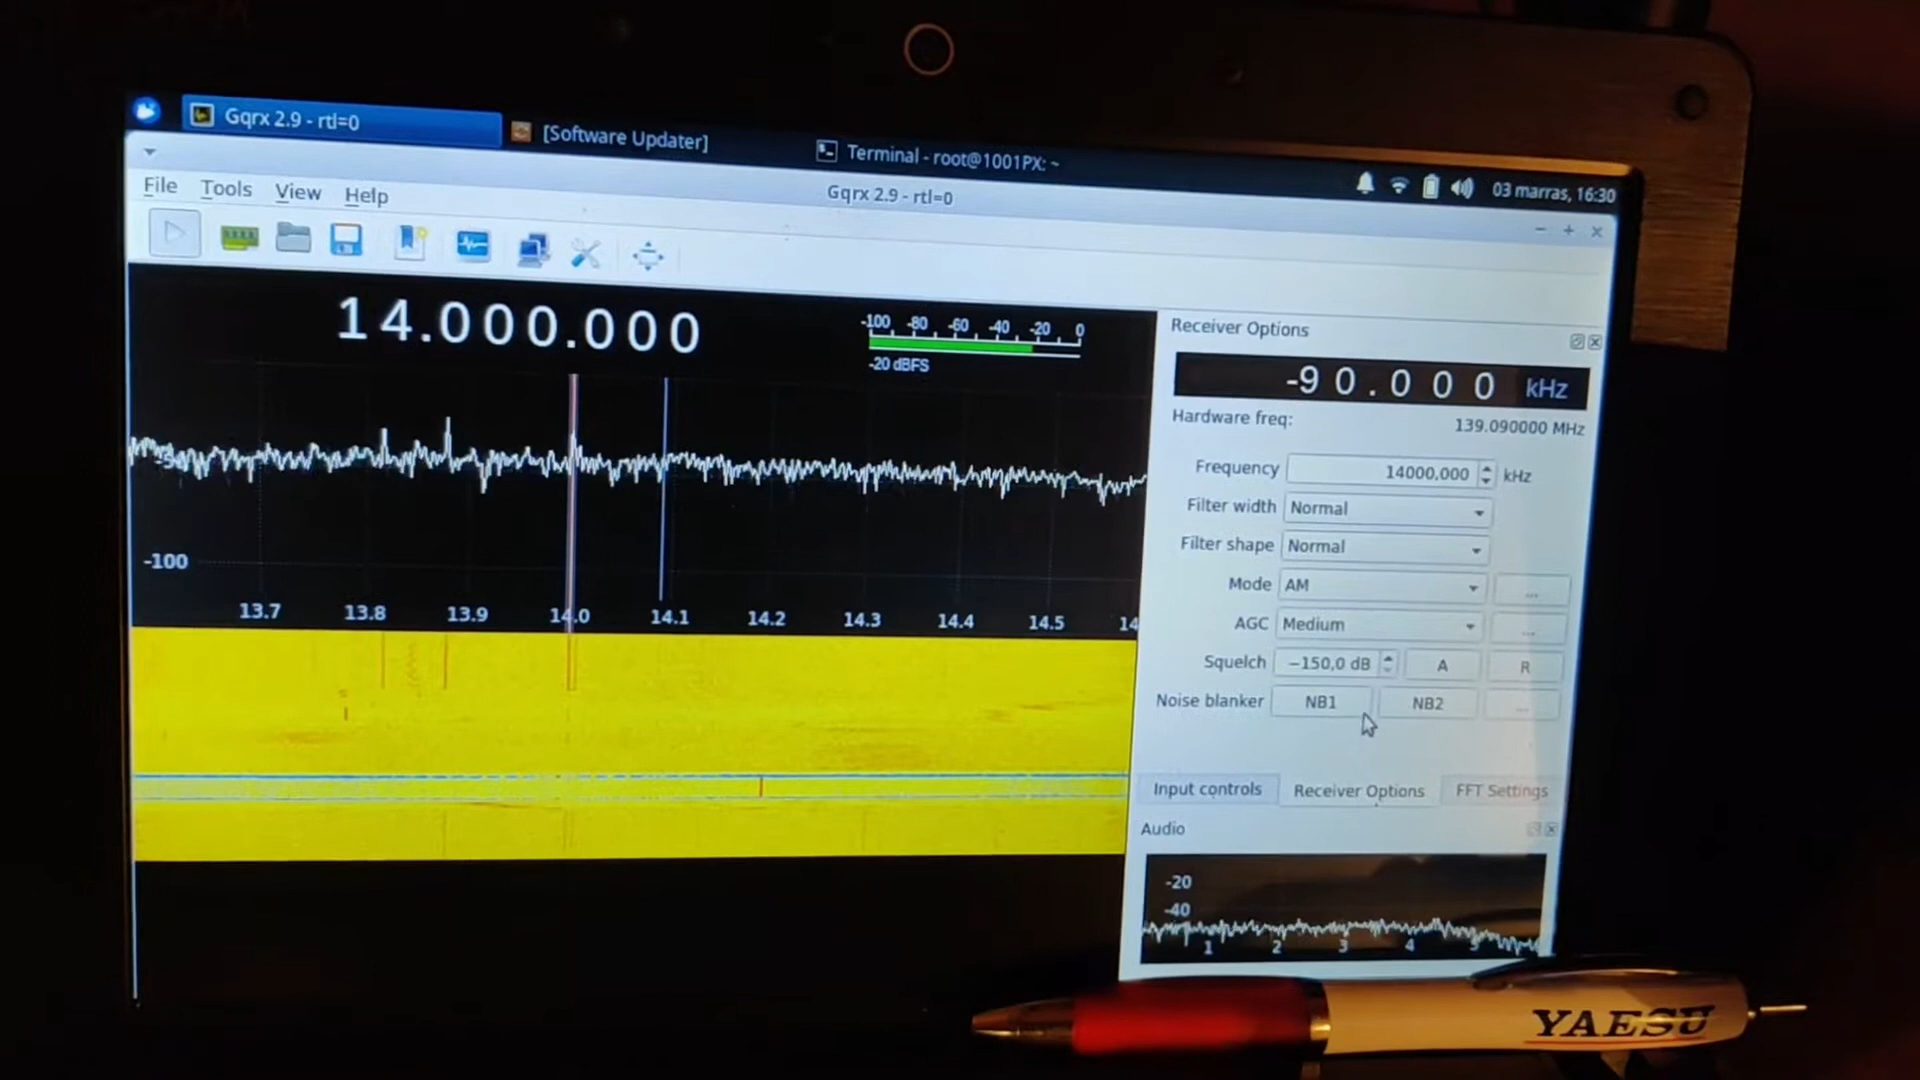 Gqrx 2.9 - rtl=0
[Software Updater]
Terminal - root@1001PX: ~
03 marras, 16:30
Gqrx 2.9 - rtl=0
File Tools View Help
14.000.000
-100 -80 -60 -40 -20 0
-20 dBFS
-100
13.7 13.8 13.9 14.0 14.1 14.2 14.3 14.4 14.5 14
Receiver Options
-90.000 kHz
Hardware freq: 139.090000 MHz
Frequency 14000,000 kHz
Filter width Normal
Filter shape Normal
Mode AM ...
AGC Medium ...
Squelch −150,0 dB A R
Noise blanker NB1 NB2 ...
Input controls Receiver Options FFT Settings
Audio
-20
-40
1 2 3 4 5
YAESU